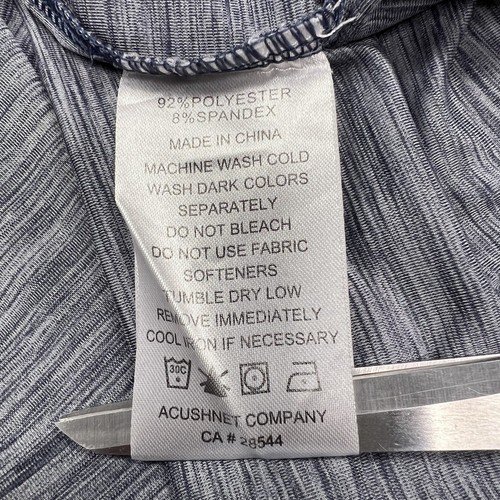 92%POLYESTER
8%SPANDEX
MADE IN CHINA
MACHINE WASH COLD
WASH DARK COLORS
SEPARATELY
DO NOT BLEACH
DO NOT USE FABRIC
SOFTENERS
TUMBLE DRY LOW
REMOVE IMMEDIATELY
COOL IRON IF NECESSARY
30C
ACUSHNET COMPANY
CA # 28544